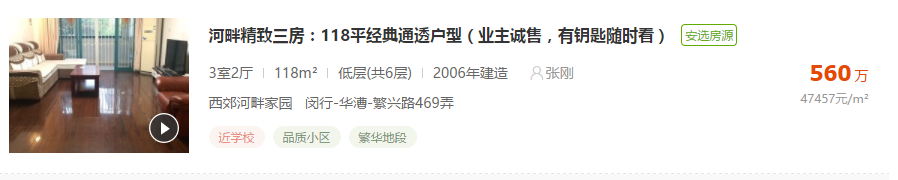 河畔精致三房：118平经典通透户型（业主诚售，有钥匙随时看） 安选房源
3室2厅 118m² 低层(共6层) 2006年建造 张刚
560 万
西郊河畔家园 闵行-华漕-繁兴路469弄
47457元/m²
近学校 品质小区 繁华地段